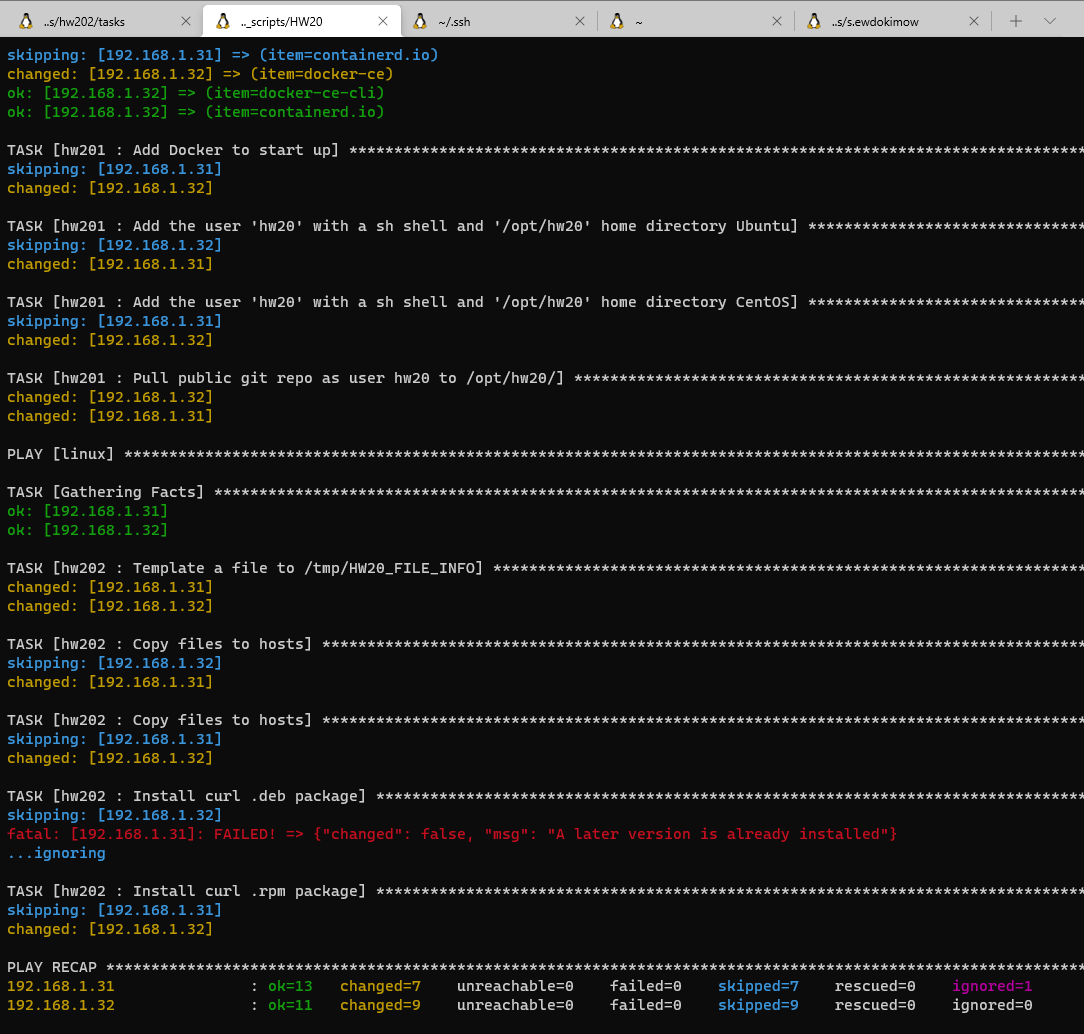 ..s/hw202/tasks .._scripts/HW20 ~/.ssh ~ ..s/s.ewdokimow
skipping: [192.168.1.31] => (item=containerd.io)
changed: [192.168.1.32] => (item=docker-ce)
ok: [192.168.1.32] => (item=docker-ce-cli)
ok: [192.168.1.32] => (item=containerd.io)
TASK [hw201 : Add Docker to start up] **********************************************************************************
skipping: [192.168.1.31]
changed: [192.168.1.32]
TASK [hw201 : Add the user 'hw20' with a sh shell and '/opt/hw20' home directory Ubuntu] *******************************
skipping: [192.168.1.32]
changed: [192.168.1.31]
TASK [hw201 : Add the user 'hw20' with a sh shell and '/opt/hw20' home directory CentOS] *******************************
skipping: [192.168.1.31]
changed: [192.168.1.32]
TASK [hw201 : Pull public git repo as user hw20 to /opt/hw20/] *********************************************************
changed: [192.168.1.32]
changed: [192.168.1.31]
PLAY [linux] ***********************************************************************************************************
TASK [Gathering Facts] *************************************************************************************************
ok: [192.168.1.31]
ok: [192.168.1.32]
TASK [hw202 : Template a file to /tmp/HW20_FILE_INFO] ******************************************************************
changed: [192.168.1.31]
changed: [192.168.1.32]
TASK [hw202 : Copy files to hosts] *************************************************************************************
skipping: [192.168.1.32]
changed: [192.168.1.31]
TASK [hw202 : Copy files to hosts] *************************************************************************************
skipping: [192.168.1.31]
changed: [192.168.1.32]
TASK [hw202 : Install curl .deb package] *******************************************************************************
skipping: [192.168.1.32]
fatal: [192.168.1.31]: FAILED! => {"changed": false, "msg": "A later version is already installed"}
...ignoring
TASK [hw202 : Install curl .rpm package] *******************************************************************************
skipping: [192.168.1.31]
changed: [192.168.1.32]
PLAY RECAP *************************************************************************************************************
192.168.1.31 : ok=13 changed=7 unreachable=0 failed=0 skipped=7 rescued=0 ignored=1
192.168.1.32 : ok=11 changed=9 unreachable=0 failed=0 skipped=9 rescued=0 ignored=0